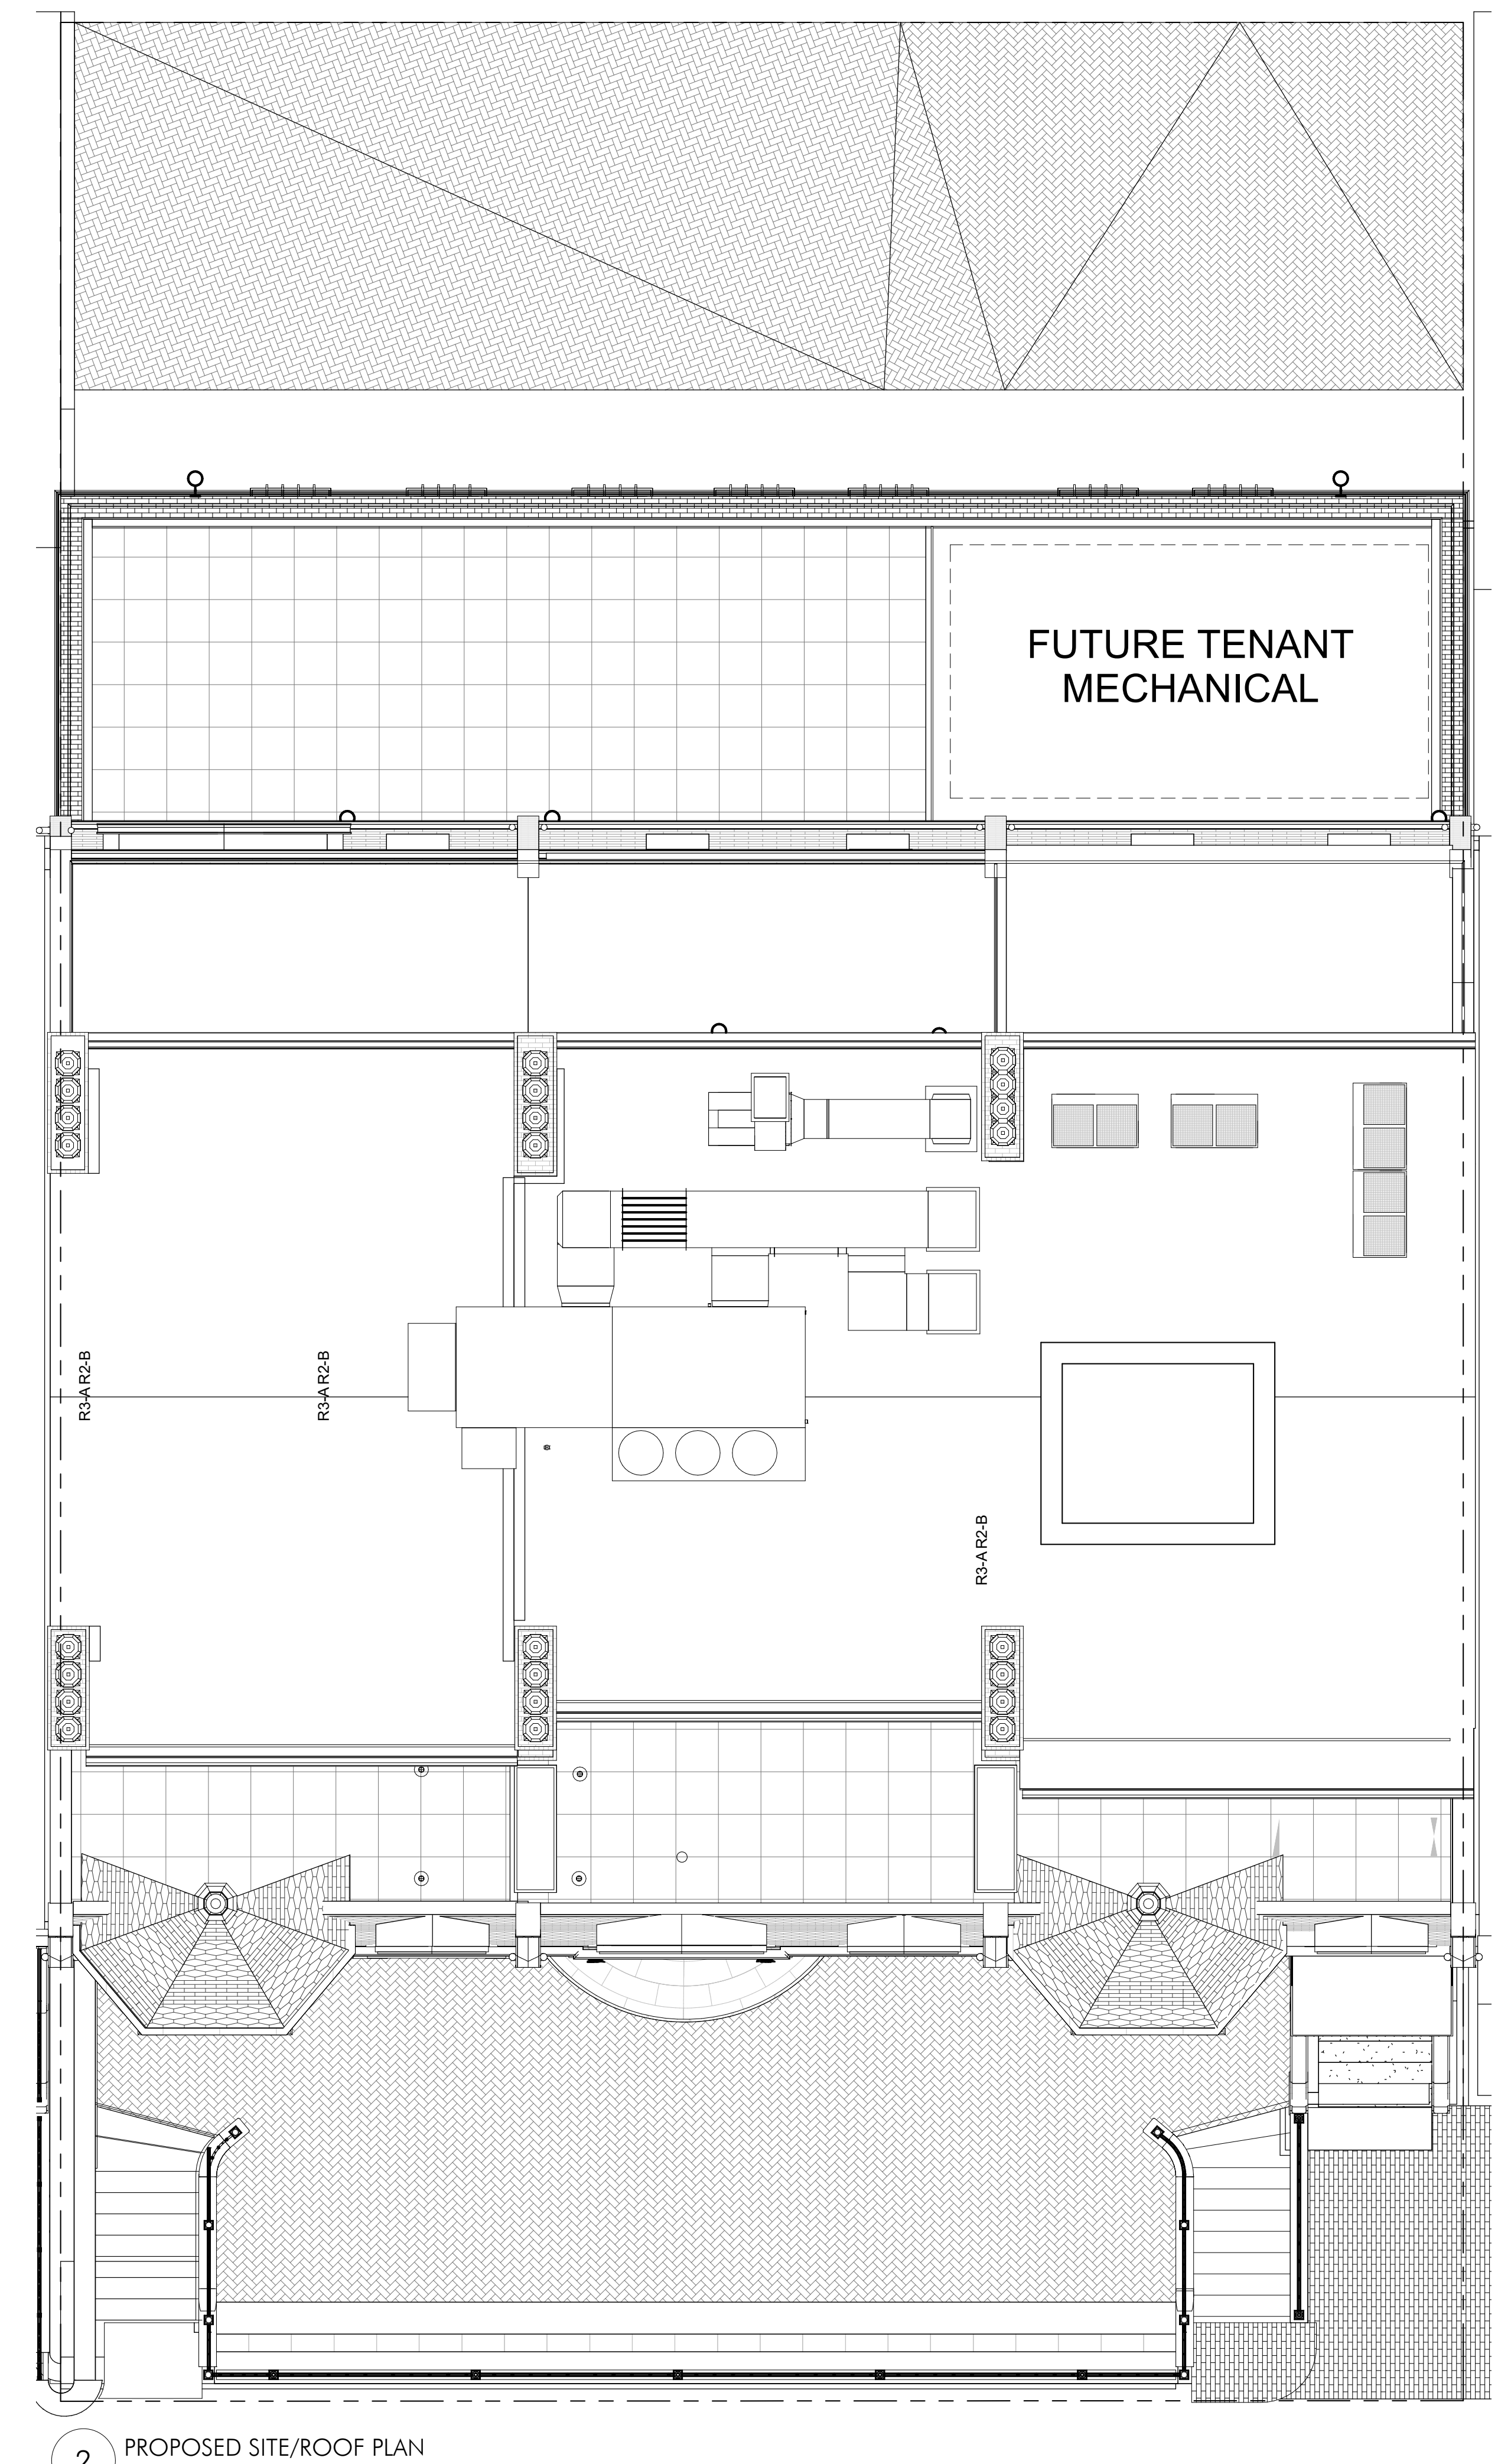 FUTURE TENANT
MECHANICAL
R3-A R2-B
R3-A R2-B
R3-A R2-B
2
PROPOSED SITE/ROOF PLAN